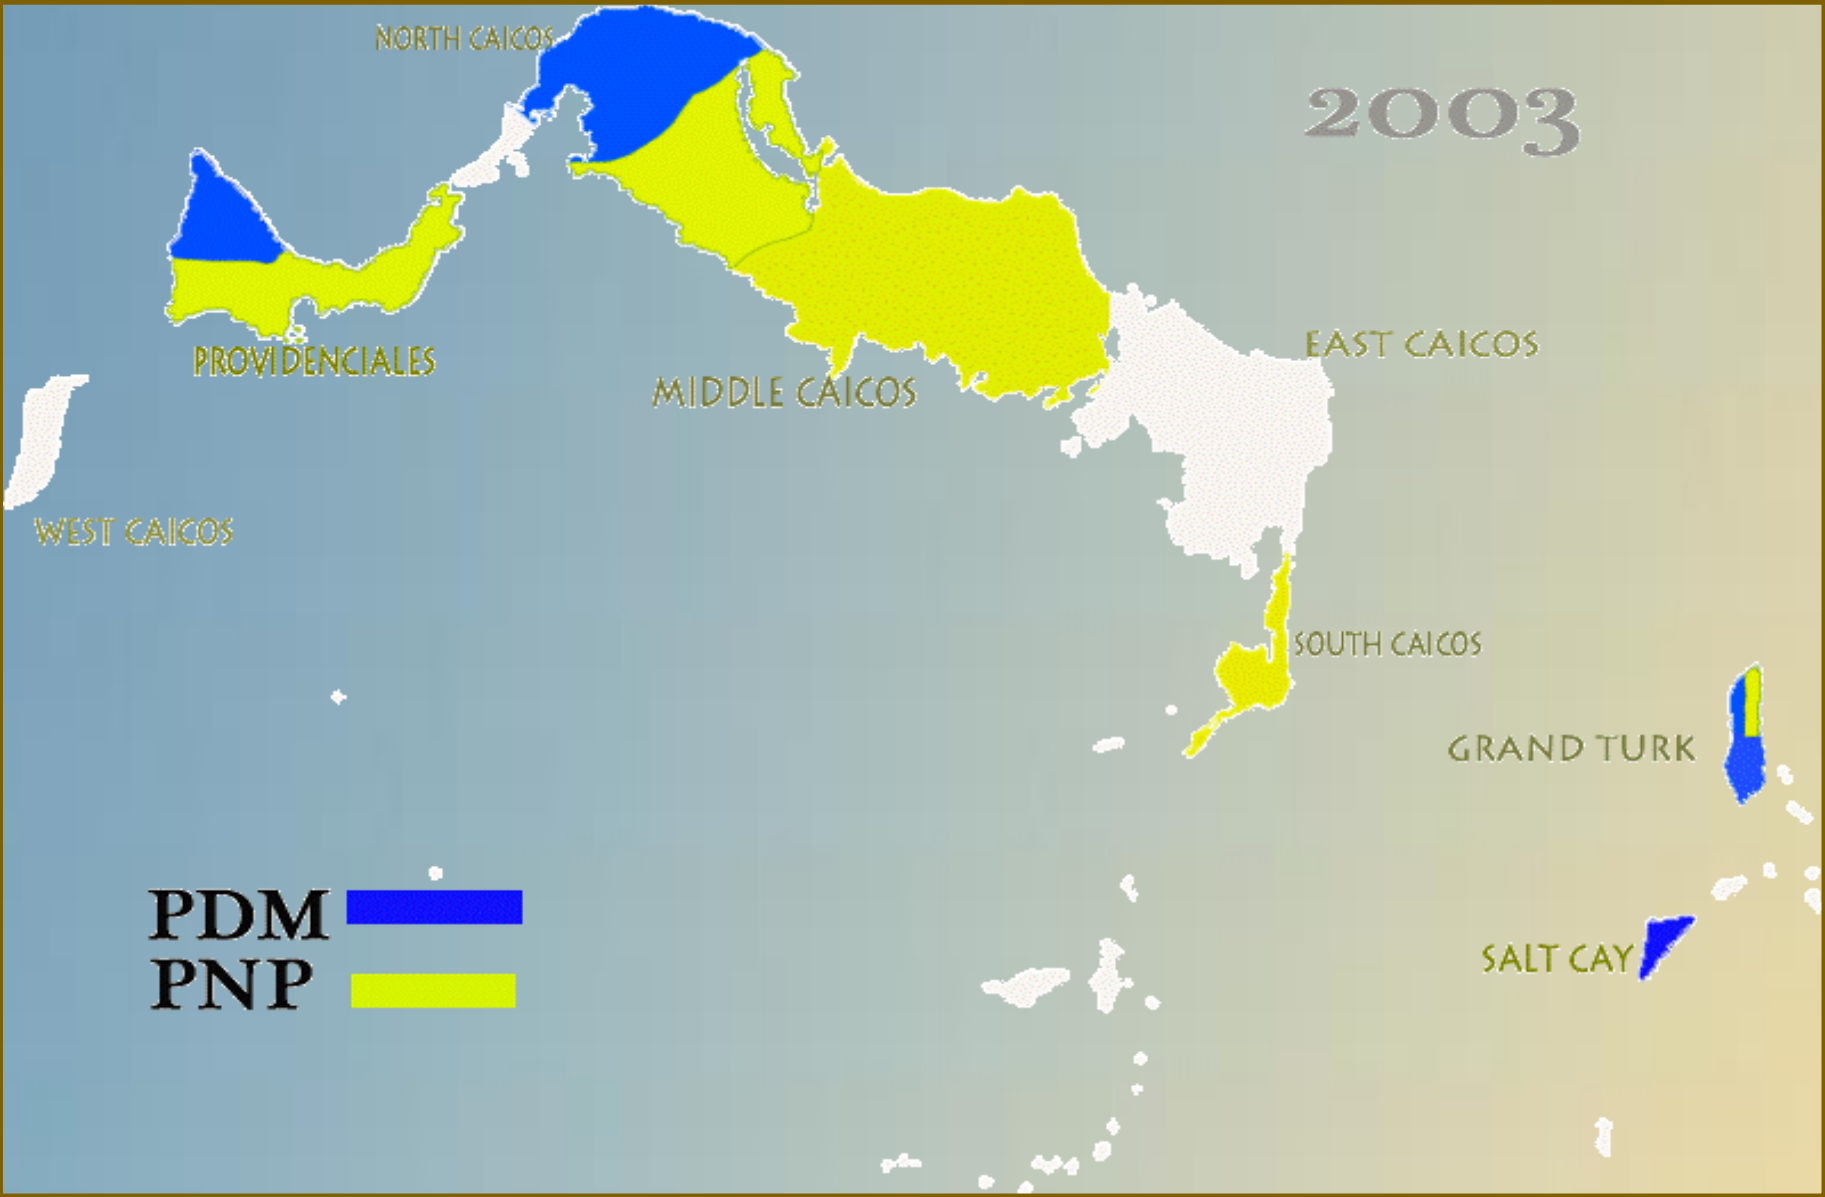 NORTH CAICOS
2003
PROVIDENCIALES
EAST CAICOS
MIDDLE CAICOS
WEST CAICOS
SOUTH CAICOS
GRAND TURK
PDM
SALT CAY
PNP